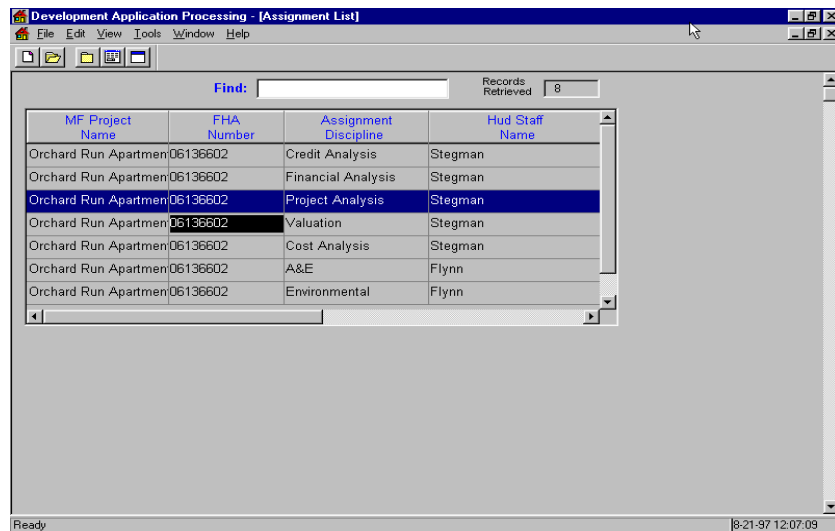 Development Application Processing - [Assignment List]
File Edit View Tools Window Help
Find: Records Retrieved 8
MF Project Name FHA Number Assignment Discipline Hud Staff Name
Orchard Run Apartmen 06136602 Credit Analysis Stegman
Orchard Run Apartmen 06136602 Financial Analysis Stegman
Orchard Run Apartmen 06136602 Project Analysis Stegman
Orchard Run Apartmen 06136602 Valuation Stegman
Orchard Run Apartmen 06136602 Cost Analysis Stegman
Orchard Run Apartmen 06136602 A&E Flynn
Orchard Run Apartmen 06136602 Environmental Flynn
Ready 8-21-97 12:07:09